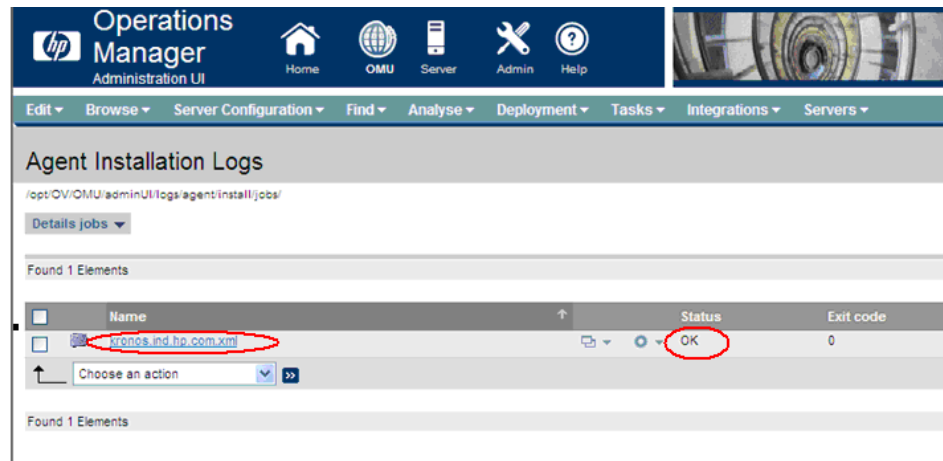 hp
Operations
Manager
Administration UI
Home
OMU
Server
Admin
Help
Edit Browse Server Configuration Find Analyse Deployment Tasks Integrations Servers
Agent Installation Logs
/opt/OV/OMU/adminUI/logs/agent/install/jobs/
Details jobs
Found 1 Elements
Name Status Exit code
kronos.ind.hp.com.xml OK 0
Choose an action
Found 1 Elements